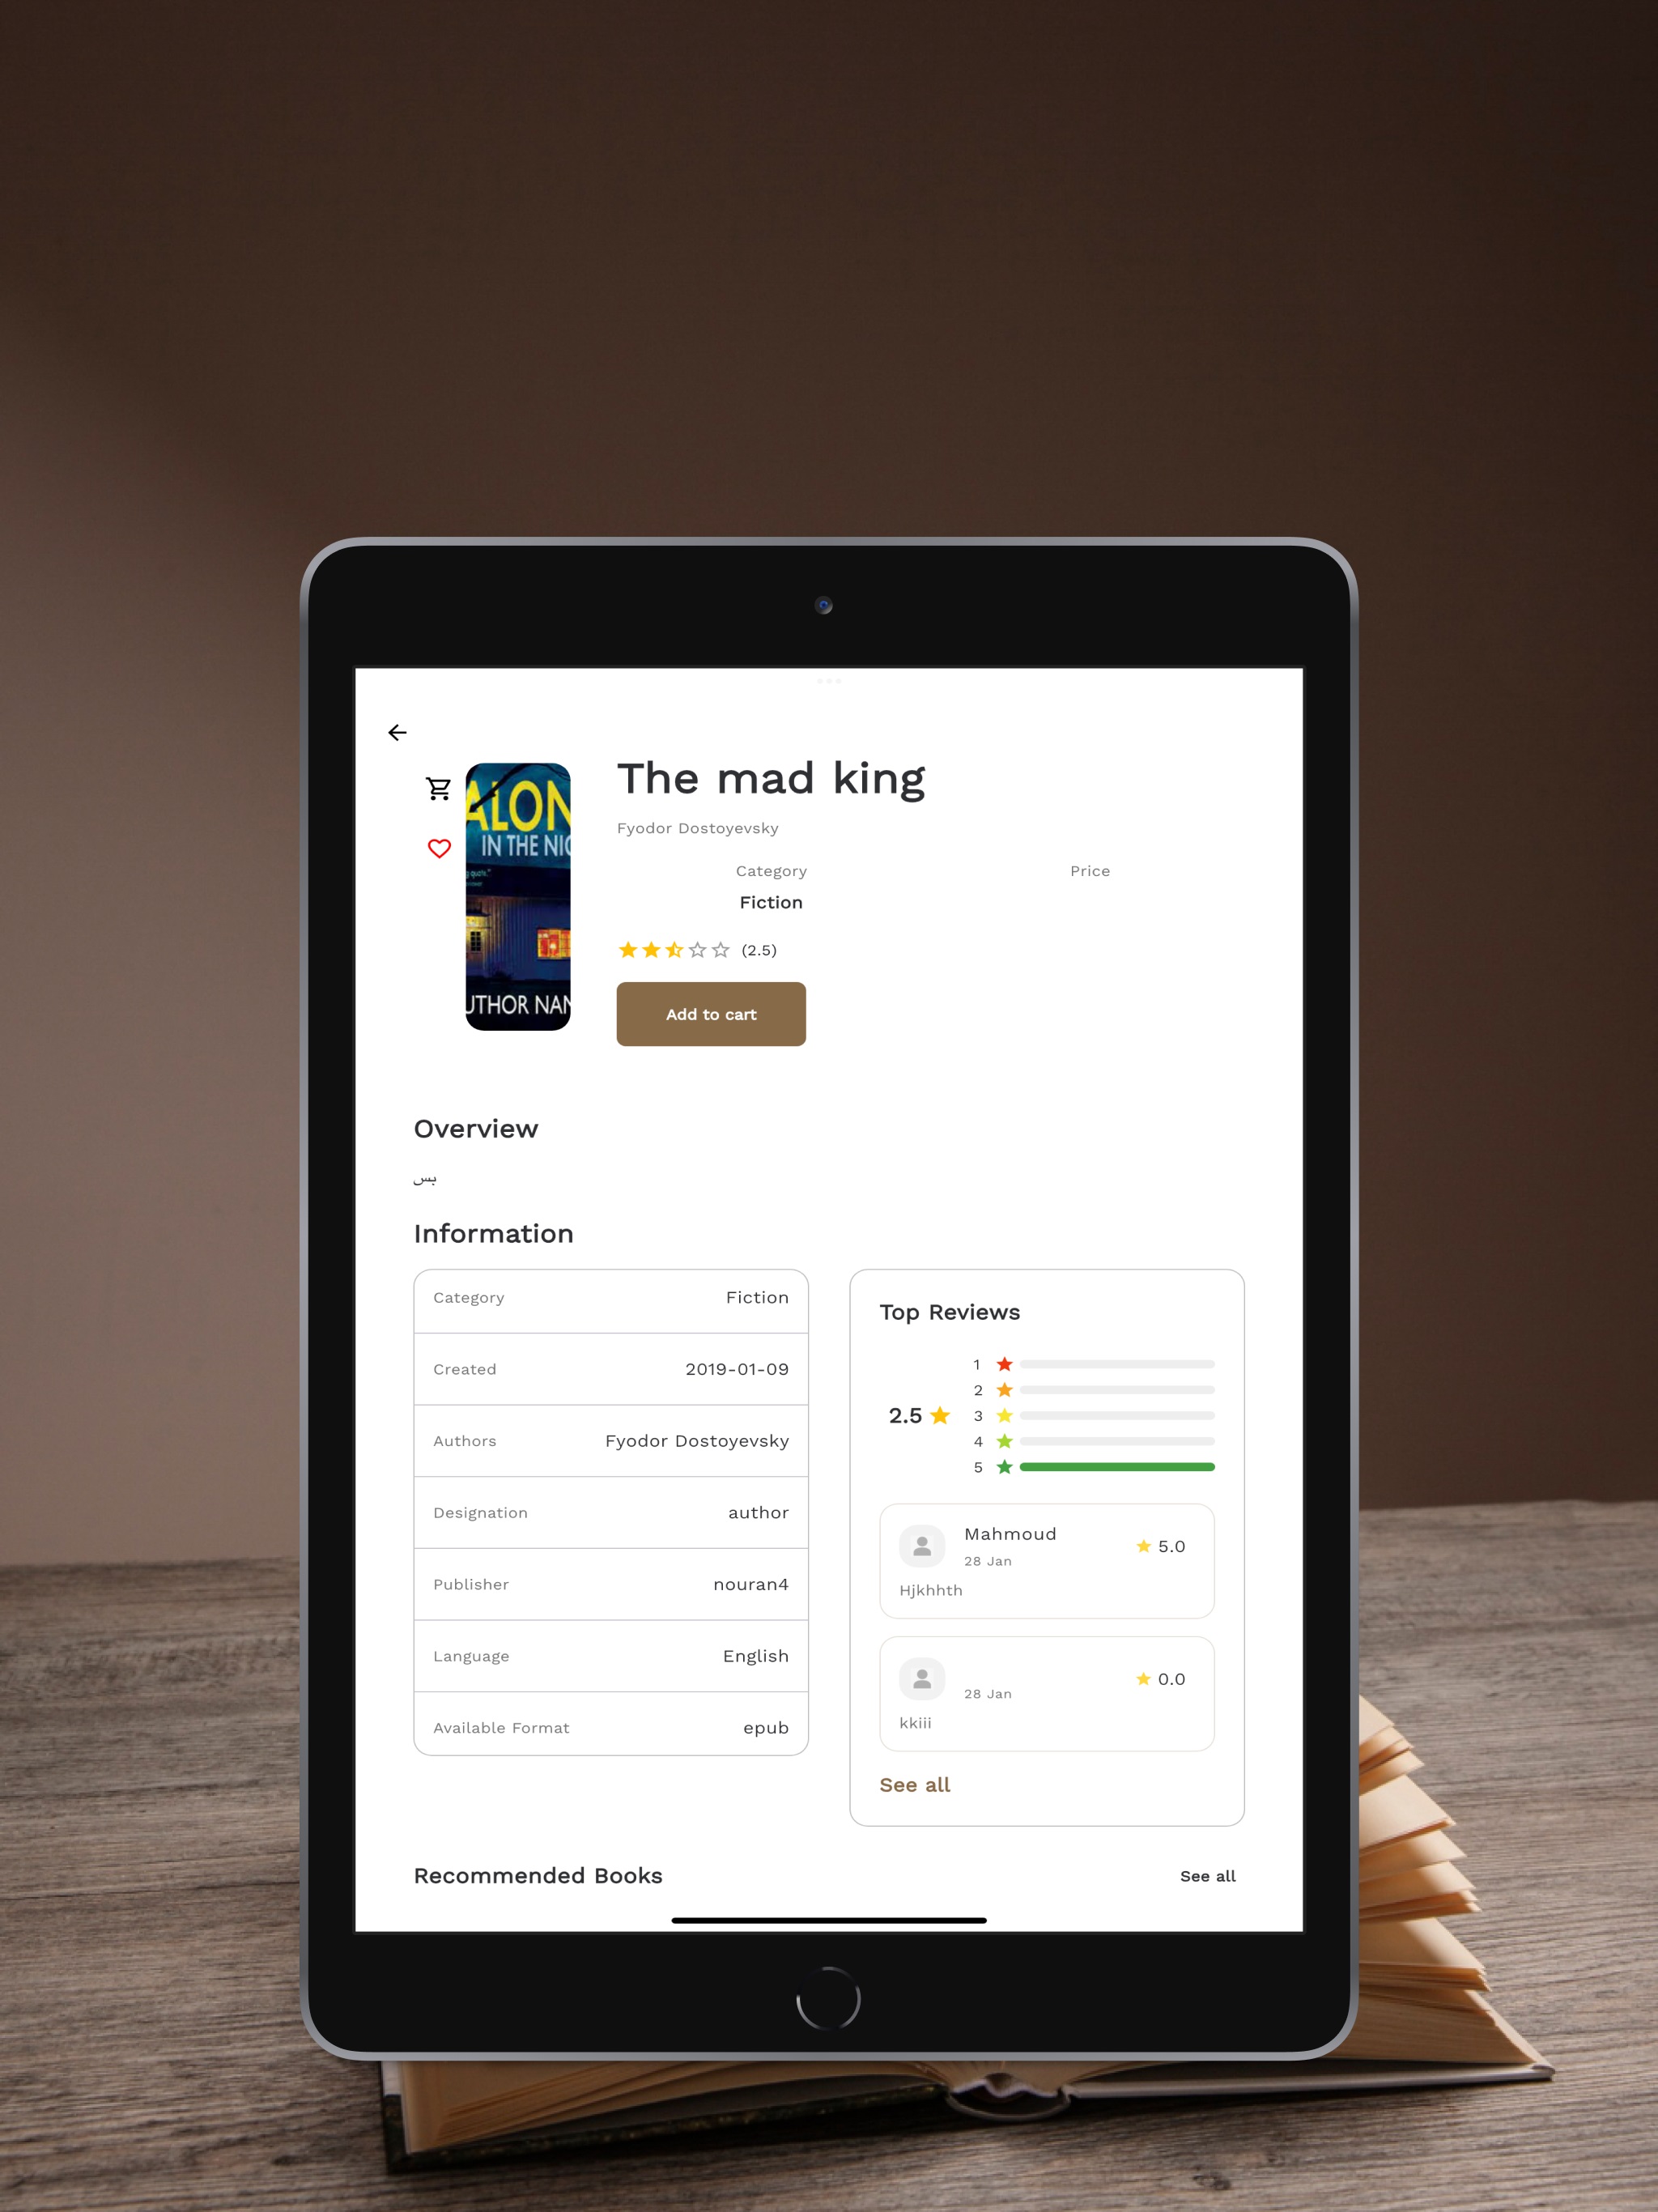 The mad king
Fyodor Dostoyevsky
Category Price
Fiction
(2.5)
Add to cart
ALON
IN THE NIG
g quote."
UTHOR NAM
Overview
بس
Information
Category Fiction
Created 2019-01-09
Authors Fyodor Dostoyevsky
Designation author
Publisher nouran4
Language English
Available Format epub
Top Reviews
2.5
1
2
3
4
5
Mahmoud
28 Jan
5.0
Hjkhhth
28 Jan
0.0
kkiii
See all
Recommended Books See all